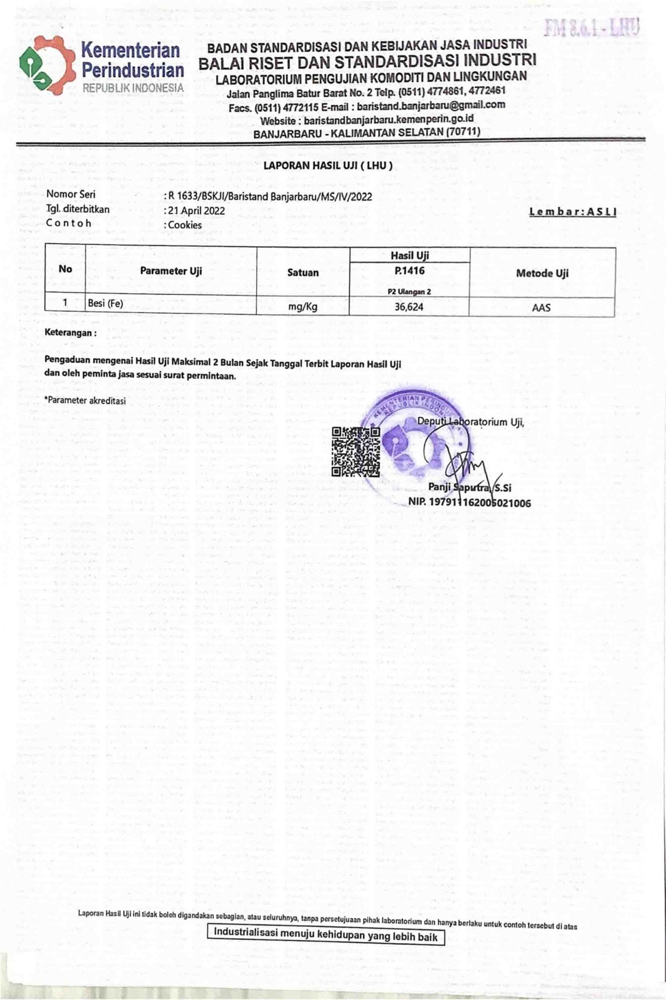 FM 8.6.1 - LHU
Kementerian
Perindustrian
REPUBLIK INDONESIA
BADAN STANDARDISASI DAN KEBIJAKAN JASA INDUSTRI
BALAI RISET DAN STANDARDISASI INDUSTRI
LABORATORIUM PENGUJIAN KOMODITI DAN LINGKUNGAN
Jalan Panglima Batur Barat No. 2 Telp. (0511) 4774861, 4772461
Facs. (0511) 4772115 E-mail : baristand.banjarbaru@gmail.com
Website : baristandbanjarbaru.kemenperin.go.id
BANJARBARU - KALIMANTAN SELATAN (70711)
LAPORAN HASIL UJI ( LHU )
Nomor Seri : R 1633/BSKJI/Baristand Banjarbaru/MS/IV/2022
Tgl. diterbitkan : 21 April 2022
Lembar : ASLI
Contoh : Cookies
No Parameter Uji Satuan Hasil Uji Metode Uji
P.1416
P2 Ulangan 2
1 Besi (Fe) mg/Kg 36,624 AAS
Keterangan :
Pengaduan mengenai Hasil Uji Maksimal 2 Bulan Sejak Tanggal Terbit Laporan Hasil Uji
dan oleh peminta jasa sesuai surat permintaan.
*Parameter akreditasi
KEMENTERIAN
REPUBLIK
Deputi Laboratorium Uji,
Panji Saputra, S.Si
NIP. 197911162005021006
Laporan Hasil Uji ini tidak boleh digandakan sebagian, atau seluruhnya, tanpa persetujuaan pihak laboratorium dan hanya berlaku untuk contoh tersebut di atas
Industrialisasi menuju kehidupan yang lebih baik